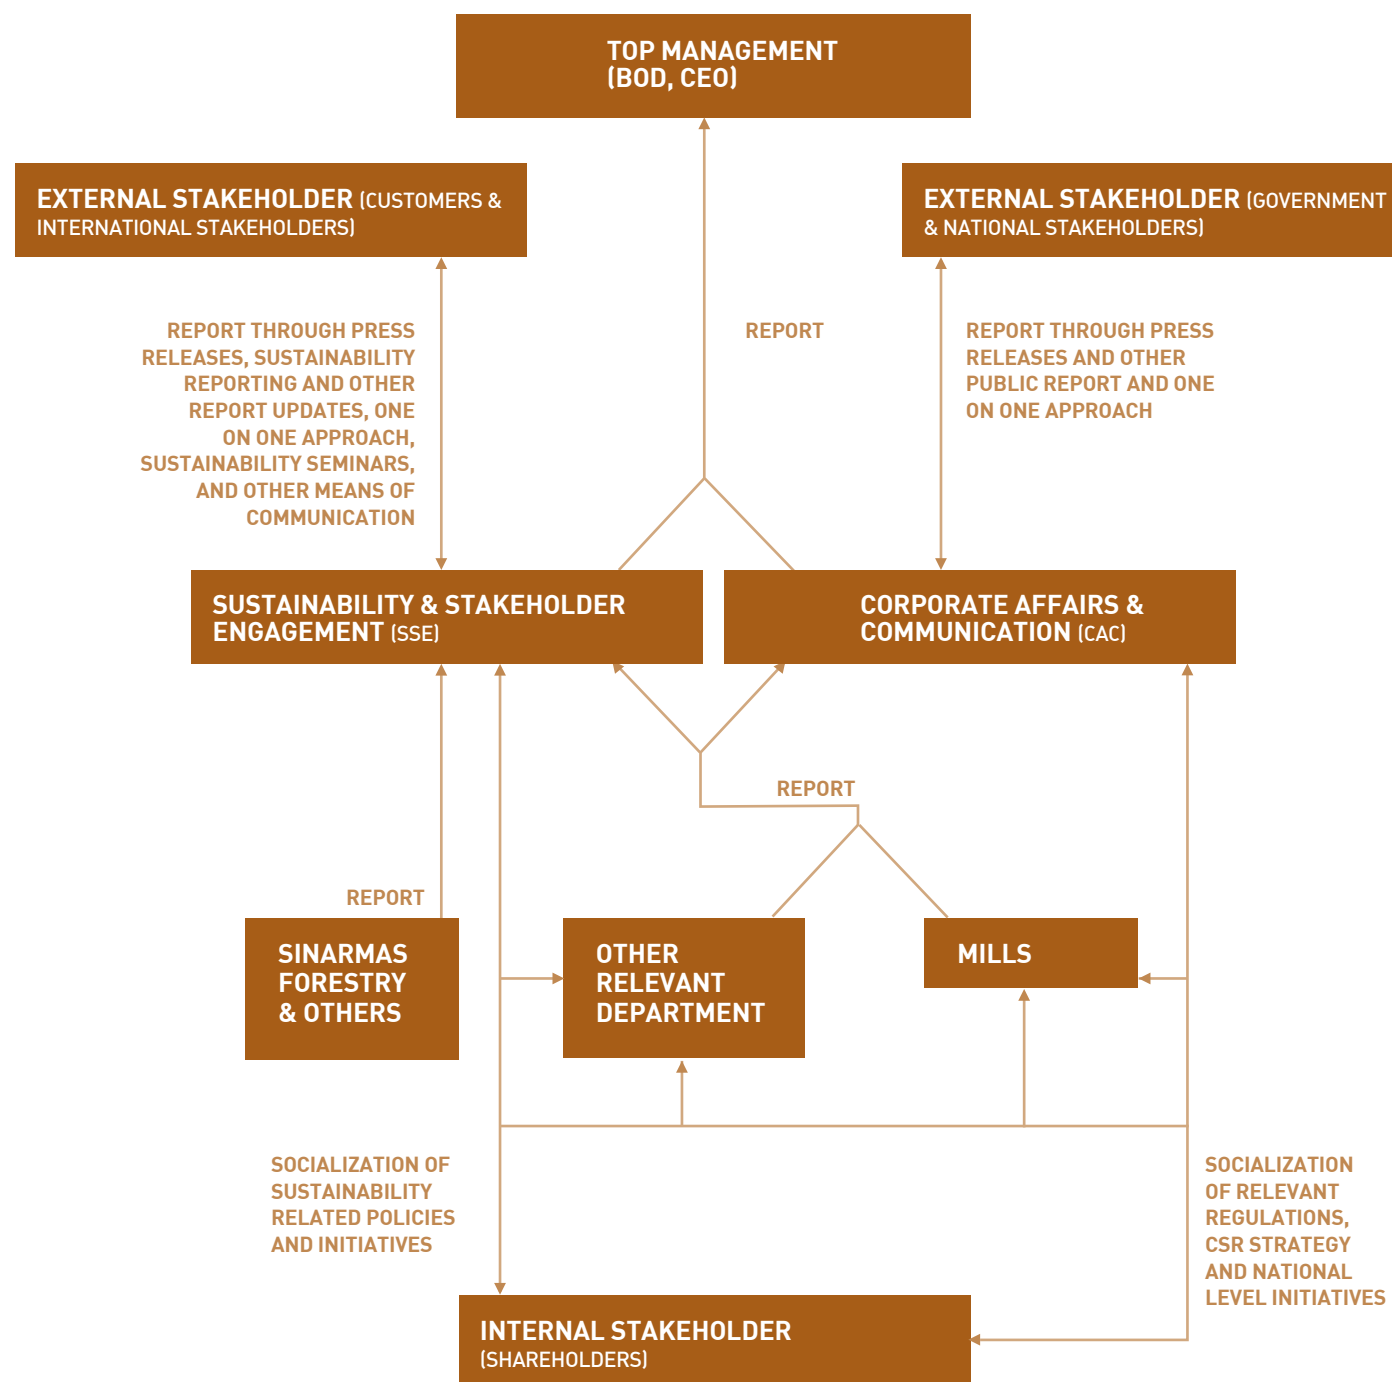 TOP MANAGEMENT
(BOD, CEO)
EXTERNAL STAKEHOLDER (CUSTOMERS &
INTERNATIONAL STAKEHOLDERS)
EXTERNAL STAKEHOLDER (GOVERNMENT
& NATIONAL STAKEHOLDERS)
REPORT THROUGH PRESS
RELEASES, SUSTAINABILITY
REPORTING AND OTHER
REPORT UPDATES, ONE
ON ONE APPROACH,
SUSTAINABILITY SEMINARS,
AND OTHER MEANS OF
COMMUNICATION
REPORT
REPORT THROUGH PRESS
RELEASES AND OTHER
PUBLIC REPORT AND ONE
ON ONE APPROACH
SUSTAINABILITY & STAKEHOLDER
ENGAGEMENT (SSE)
CORPORATE AFFAIRS &
COMMUNICATION (CAC)
REPORT
REPORT
SINARMAS
FORESTRY
& OTHERS
OTHER
RELEVANT
DEPARTMENT
MILLS
SOCIALIZATION OF
SUSTAINABILITY
RELATED POLICIES
AND INITIATIVES
SOCIALIZATION
OF RELEVANT
REGULATIONS,
CSR STRATEGY
AND NATIONAL
LEVEL INITIATIVES
INTERNAL STAKEHOLDER
(SHAREHOLDERS)